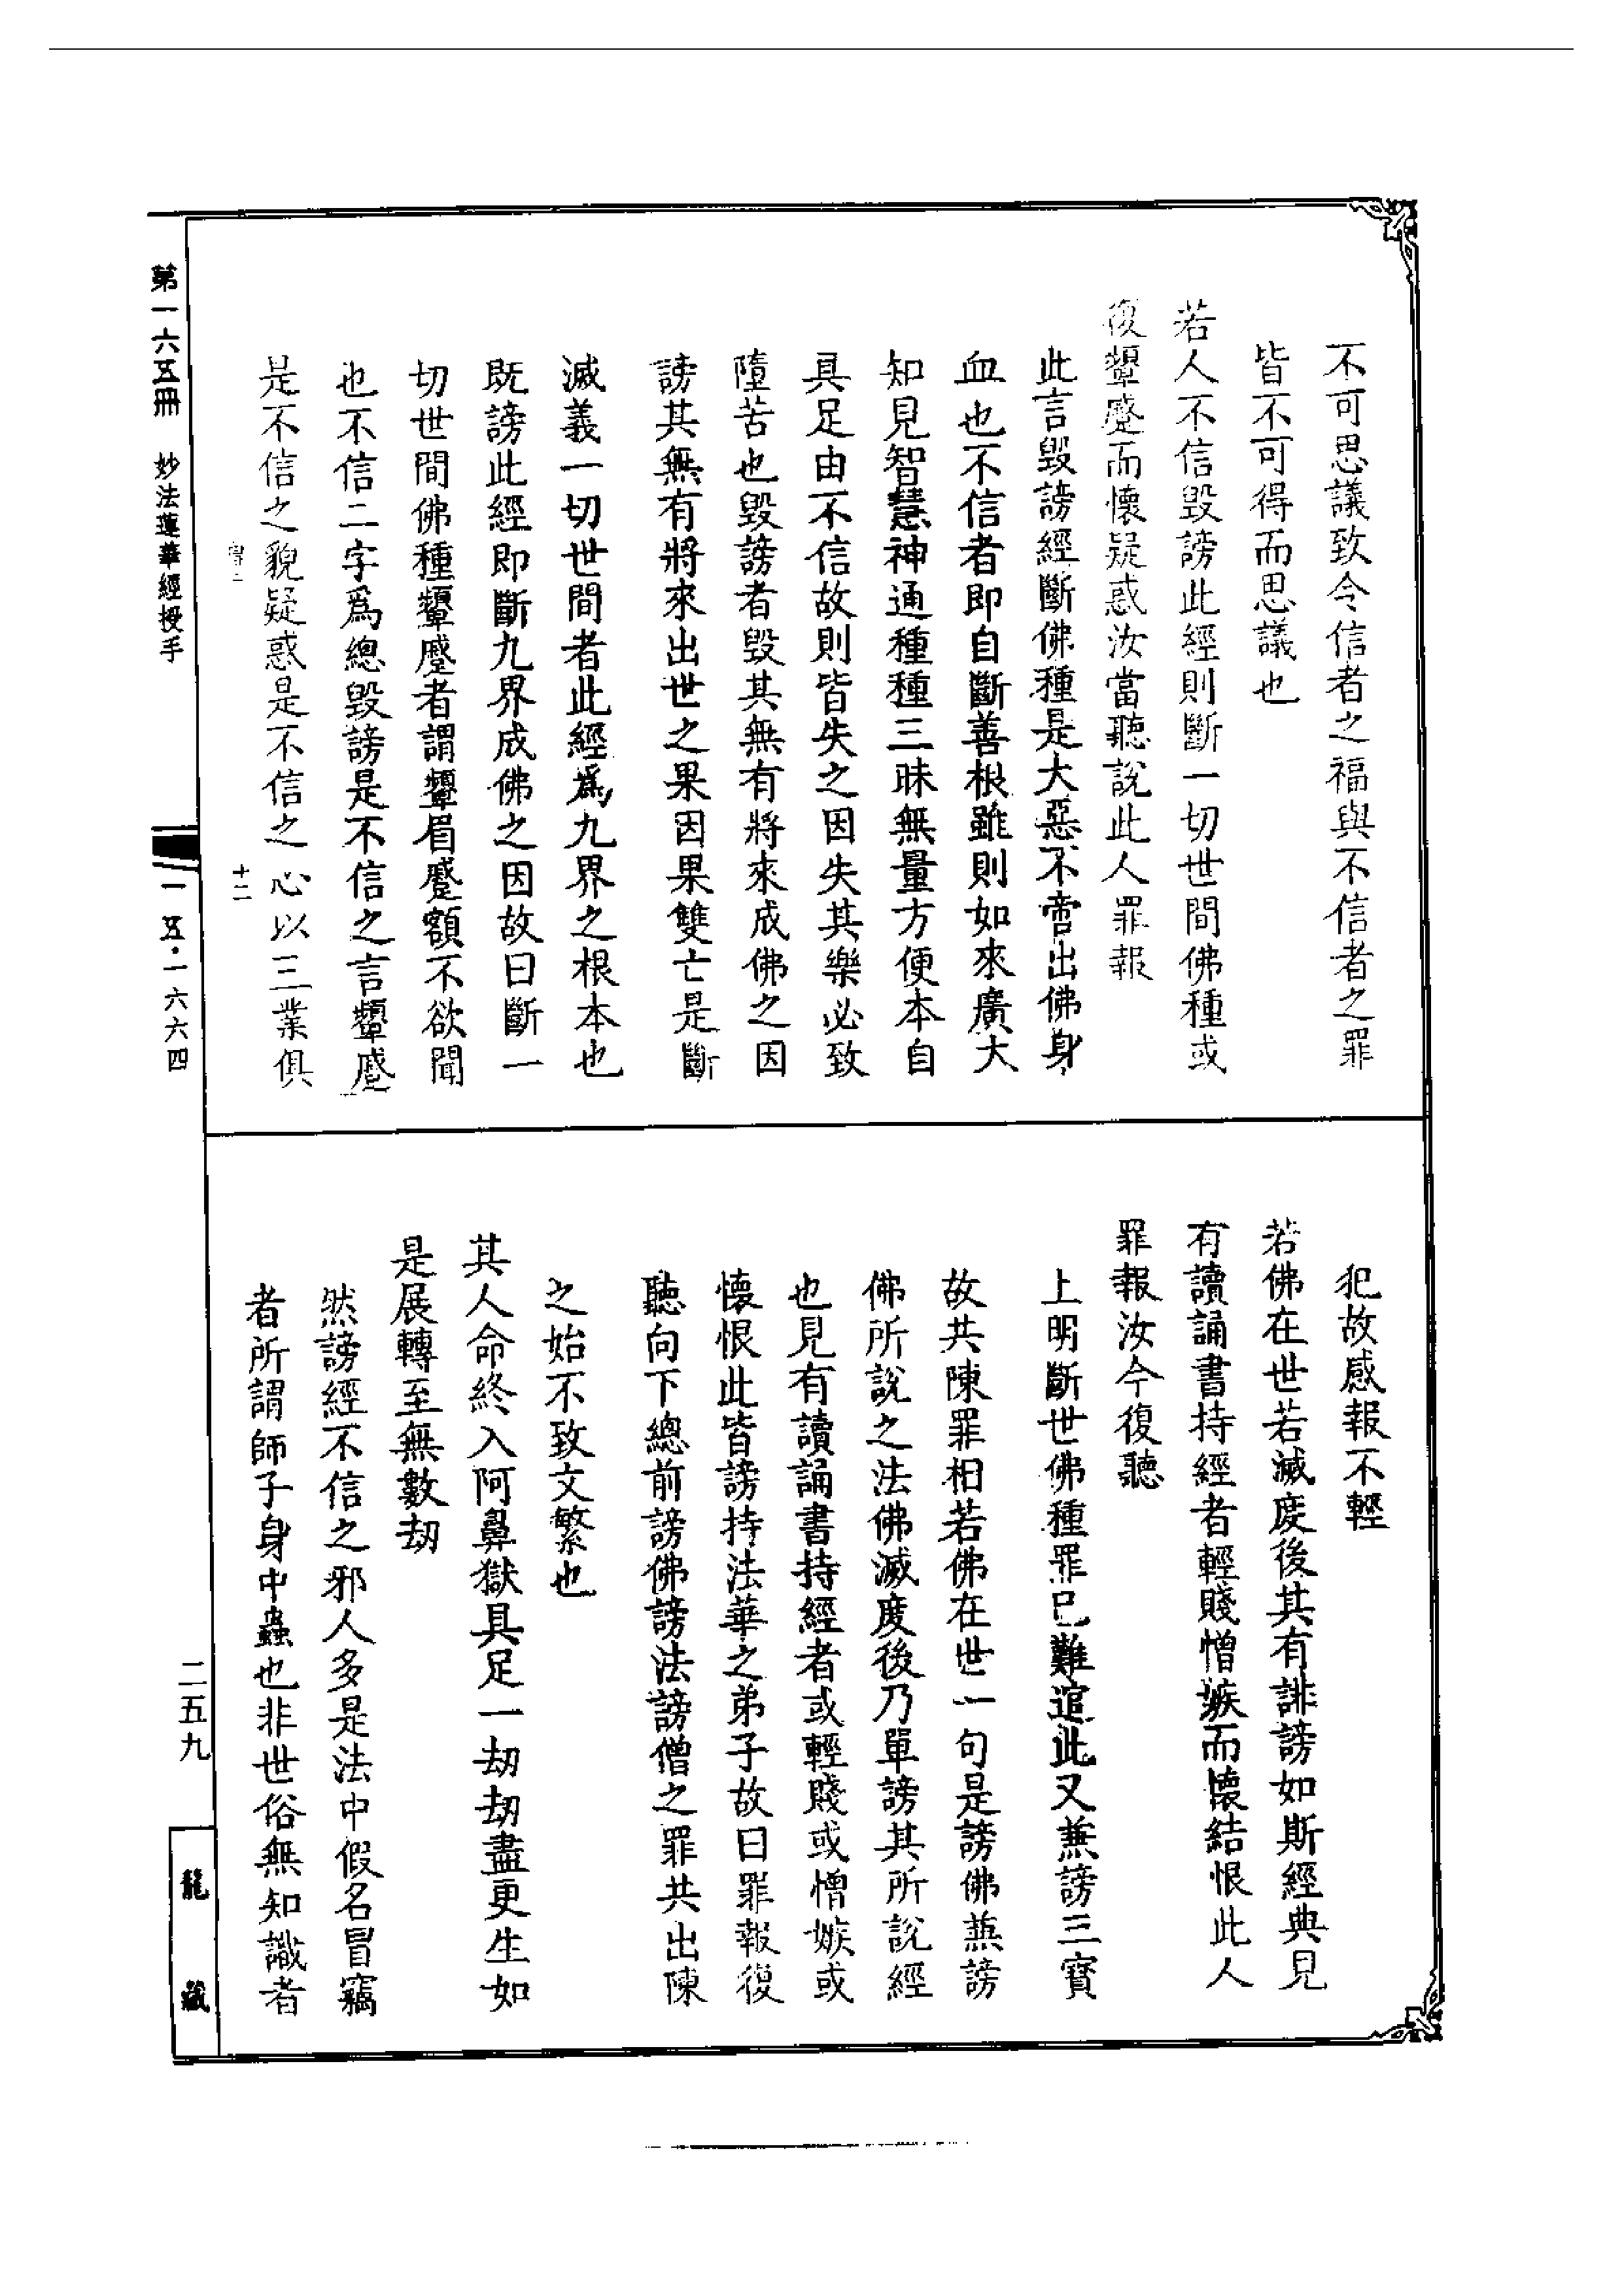 不可思議致令信者之福與不信者之罪
皆不可得而思議也
若人不信毀謗此經則斷一切世間佛種或
復顰蹙而懷疑惑汝當聽說此人罪報
此言毀謗經斷佛種是大惡不啻出佛身
血也不信者即自斷善根雖則如來廣大
知見智慧神通種種三昧無量方便本自
具足由不信故則皆失之因失其樂必致
墮苦也毀謗者毀其無有將來成佛之因
謗其無有將來出世之果因果雙亡是斷
滅義一切世間者此經爲九界之根本也
既謗此經即斷九界成佛之因故曰斷一
切世間佛種顰蹙者謂顰眉蹙額不欲聞
也不信二字爲總毀謗是不信之言顰蹙
是不信之貌疑惑是不信之心以三業俱
十二
犯故感報不輕
若佛在世若滅度後其有誹謗如斯經典見
有讀誦書持經者輕賤憎嫉而懷結恨此人
罪報汝今復聽
上明斷世佛種罪已難逭此又兼謗三寳
故共陳罪相若佛在世一句是謗佛兼謗
佛所說之法佛滅度後乃單謗其所說經
也見有讀誦書持經者或輕賤或憎嫉或
懷恨此皆謗持法華之弟子故曰罪報復
聽向下總前謗佛謗法謗僧之罪共出陳
之始不致文繁也
其人命終入阿鼻獄具足一劫劫盡更生如
是展轉至無數劫
然謗經不信之邪人多是法中假名冒竊
者所謂師子身中蟲也非世俗無知識者
第一六五冊 妙法蓮華經授手
一五·一六六四
二五九
龍藏